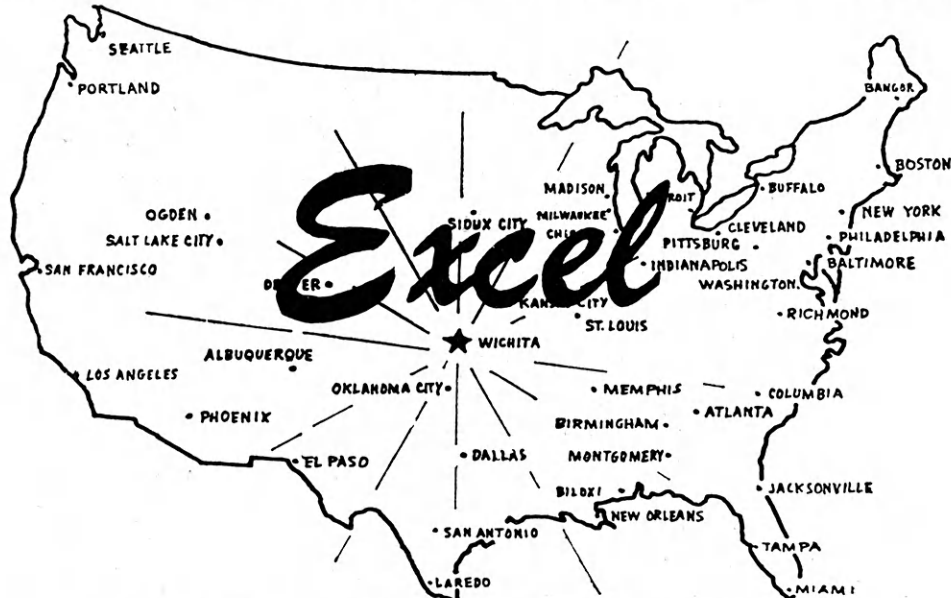 SEATTLE
PORTLAND
BANGOR
BOSTON
MADISON
BUFFALO
OGDEN
MILWAUKEE
NEW YORK
SIOUX CITY
CLEVELAND
SALT LAKE CITY
PITTSBURG
PHILADELPHIA
Excel
SAN FRANCISCO
INDIANAPOLIS
BALTIMORE
WASHINGTON
KANSAS CITY
RICHMOND
ST. LOUIS
WICHITA
ALBUQUERQUE
LOS ANGELES
OKLAHOMA CITY
MEMPHIS
COLUMBIA
PHOENIX
ATLANTA
BIRMINGHAM
EL PASO
DALLAS
MONTGOMERY
BILOXI
JACKSONVILLE
NEW ORLEANS
SAN ANTONIO
TAMPA
LAREDO
MIAMI